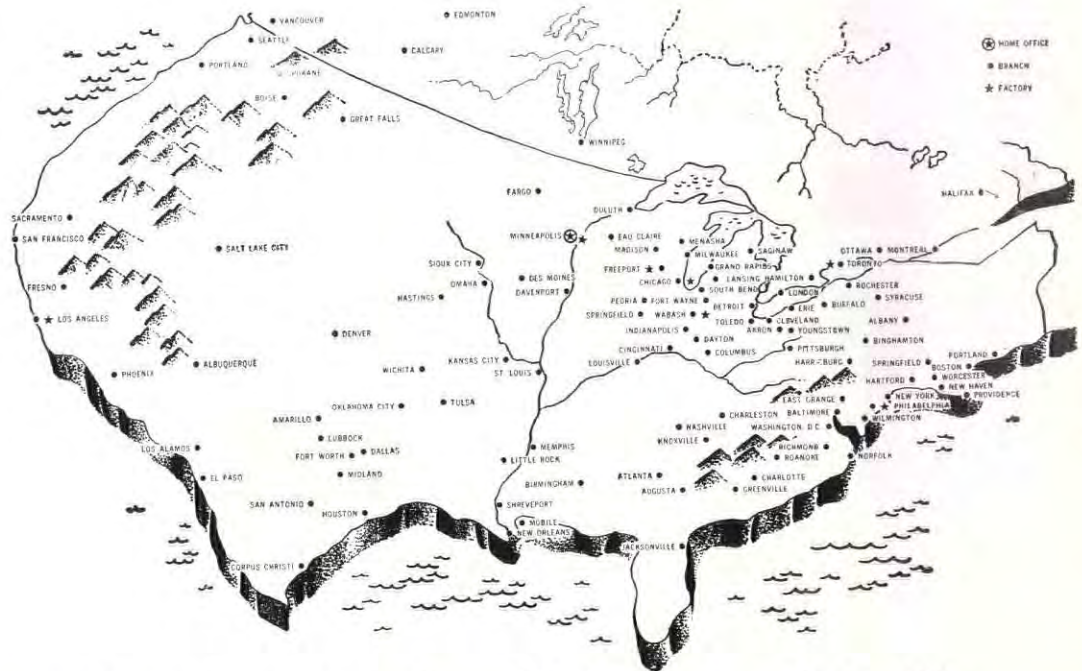 VANCOUVER
EDMONTON
SEATTLE
CALGARY
HOME OFFICE
PORTLAND
SPOKANE
BRANCH
BOISE
FACTORY
GREAT FALLS
WINNIPEG
FARGO
HALIFAX
DULUTH
SACRAMENTO
MINNEAPOLIS
EAU CLAIRE
MENASHA
SAN FRANCISCO
SALT LAKE CITY
MADISON
MILWAUKEE
SAGINAW
OTTAWA
MONTREAL
SIOUX CITY
FREEPORT
GRAND RAPIDS
TORONTO
DES MOINES
CHICAGO
LANSING
HAMILTON
FRESNO
OMAHA
DAVENPORT
SOUTH BEND
LONDON
ROCHESTER
HASTINGS
PEORIA
FORT WAYNE
DETROIT
ERIE
BUFFALO
SYRACUSE
LOS ANGELES
SPRINGFIELD
WABASH
TOLEDO
CLEVELAND
ALBANY
DENVER
INDIANAPOLIS
AKRON
YOUNGSTOWN
DAYTON
BINGHAMTON
CINCINNATI
COLUMBUS
PITTSBURGH
PORTLAND
KANSAS CITY
LOUISVILLE
HARRISBURG
SPRINGFIELD
BOSTON
ALBUQUERQUE
WICHITA
ST LOUIS
PHOENIX
HARTFORD
WORCESTER
NEW HAVEN
EAST ORANGE
NEW YORK
PROVIDENCE
OKLAHOMA CITY
TULSA
PHILADELPHIA
AMARILLO
CHARLESTON
BALTIMORE
WILMINGTON
NASHVILLE
WASHINGTON D.C.
LUBBOCK
KNOXVILLE
LOS ALAMOS
FORT WORTH
DALLAS
MEMPHIS
RICHMOND
LITTLE ROCK
ROANOKE
NORFOLK
EL PASO
MIDLAND
ATLANTA
CHARLOTTE
BIRMINGHAM
AUGUSTA
GREENVILLE
SAN ANTONIO
SHREVEPORT
HOUSTON
MOBILE
NEW ORLEANS
JACKSONVILLE
CORPUS CHRISTI